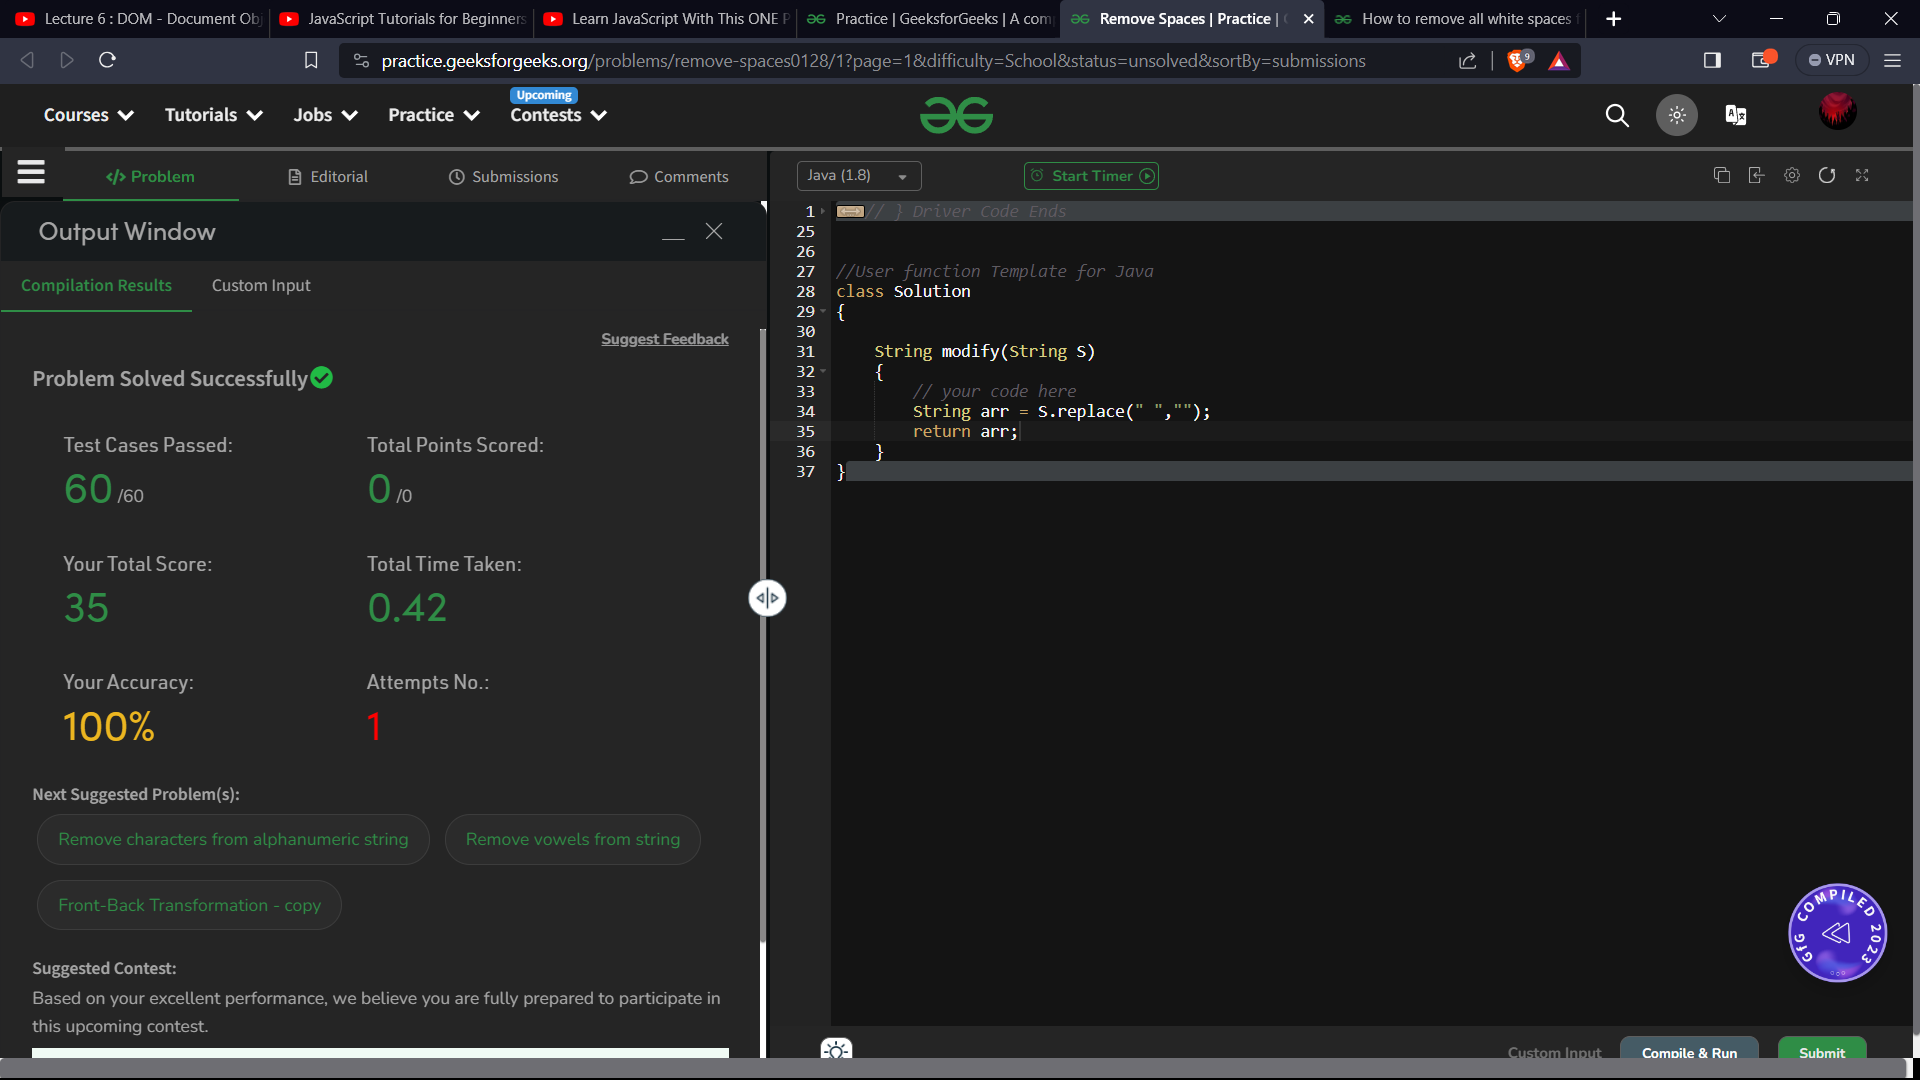 Lecture 6 : DOM - Document Obj
JavaScript Tutorials for Beginners
Learn JavaScript With This ONE P
Practice | GeeksforGeeks | A com
Remove Spaces | Practice |
How to remove all white spaces f
practice.geeksforgeeks.org/problems/remove-spaces0128/1?page=1&difficulty=School&status=unsolved&sortBy=submissions
9
VPN
Courses
Tutorials
Jobs
Practice
Upcoming
Contests
</> Problem
Editorial
Submissions
Comments
Java (1.8)
Start Timer
Output Window
Compilation Results
Custom Input
Suggest Feedback
Problem Solved Successfully
Test Cases Passed:
Total Points Scored:
60 /60
0 /0
Your Total Score:
Total Time Taken:
35
0.42
Your Accuracy:
Attempts No.:
100%
1
Next Suggested Problem(s):
Remove characters from alphanumeric string
Remove vowels from string
Front-Back Transformation - copy
Suggested Contest:
Based on your excellent performance, we believe you are fully prepared to participate in
this upcoming contest.
1 // } Driver Code Ends
25
26
27 //User function Template for Java
28 class Solution
29 {
30
31 String modify(String S)
32 {
33 // your code here
34 String arr = S.replace(" ","");
35 return arr;
36 }
37 }
GfG COMPILED 2023
Custom Input
Compile & Run
Submit